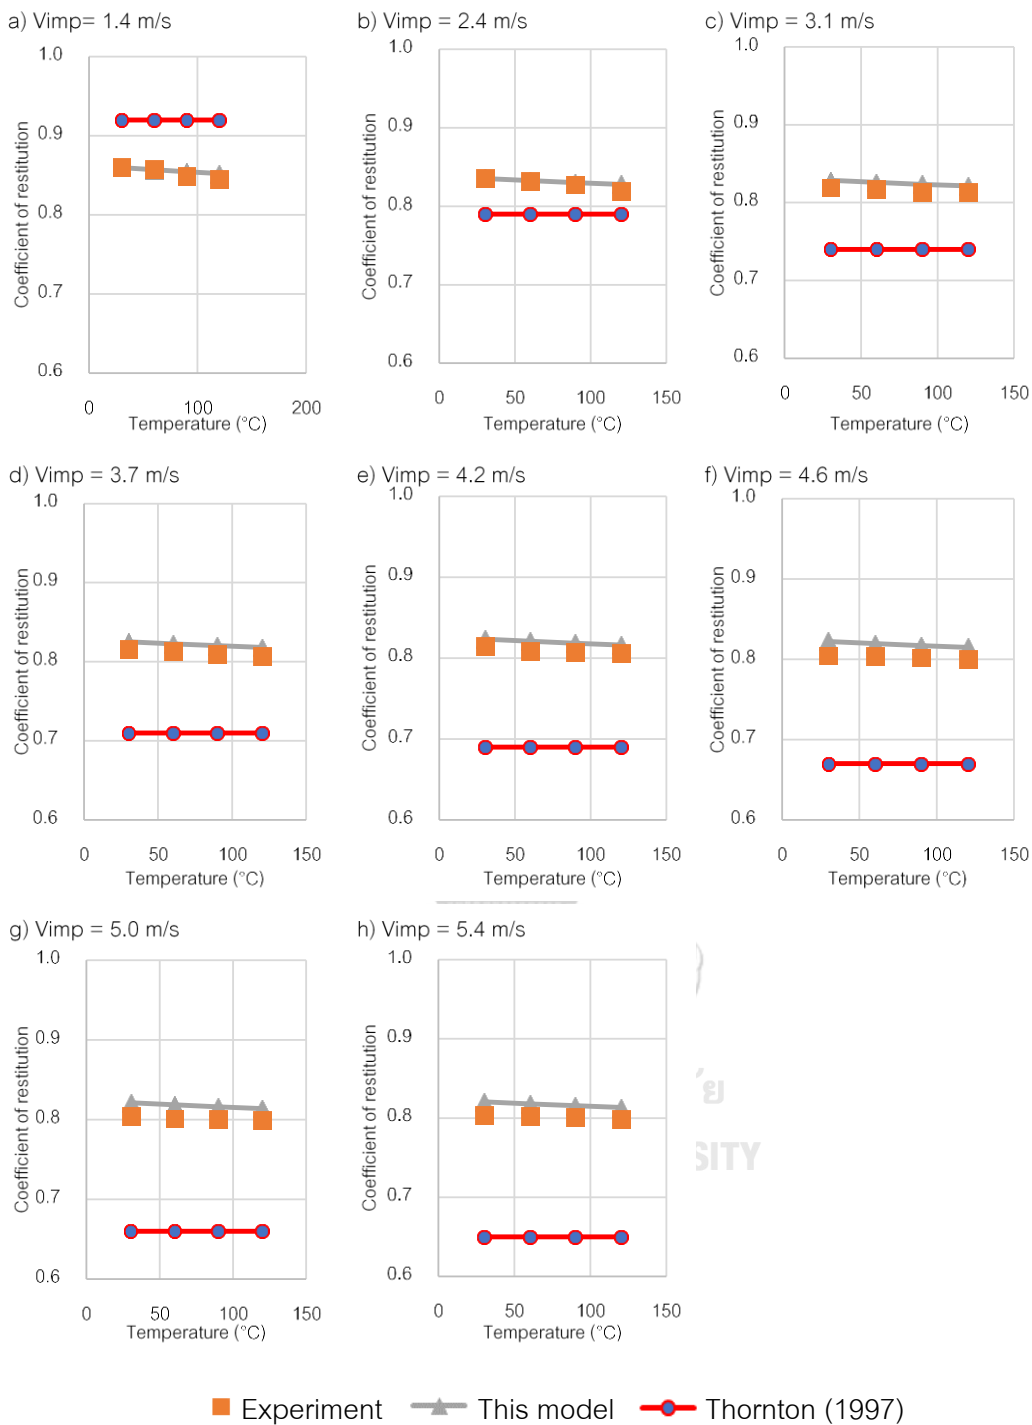 a) Vimp= 1.4 m/s
1.0
0.9
0.8
0.7
0.6
Coefficient of restitution
0
100
200
Temperature (°C)
b) Vimp = 2.4 m/s
1.0
0.9
0.8
0.7
0.6
Coefficient of restitution
0
50
100
150
Temperature (°C)
c) Vimp = 3.1 m/s
1.0
0.9
0.8
0.7
0.6
Coefficient of restitution
0
50
100
150
Temperature (°C)
d) Vimp = 3.7 m/s
1.0
0.9
0.8
0.7
0.6
Coefficient of restitution
0
50
100
150
Temperature (°C)
e) Vimp = 4.2 m/s
1.0
0.9
0.8
0.7
0.6
Coefficient of restitution
0
50
100
150
Temperature (°C)
f) Vimp = 4.6 m/s
1.0
0.9
0.8
0.7
0.6
Coefficient of restitution
0
50
100
150
Temperature (°C)
g) Vimp = 5.0 m/s
1.0
0.9
0.8
0.7
0.6
Coefficient of restitution
0
50
100
150
Temperature (°C)
h) Vimp = 5.4 m/s
1.0
0.9
0.8
0.7
0.6
Coefficient of restitution
0
50
100
150
Temperature (°C)
SITY
Experiment
This model
Thornton (1997)